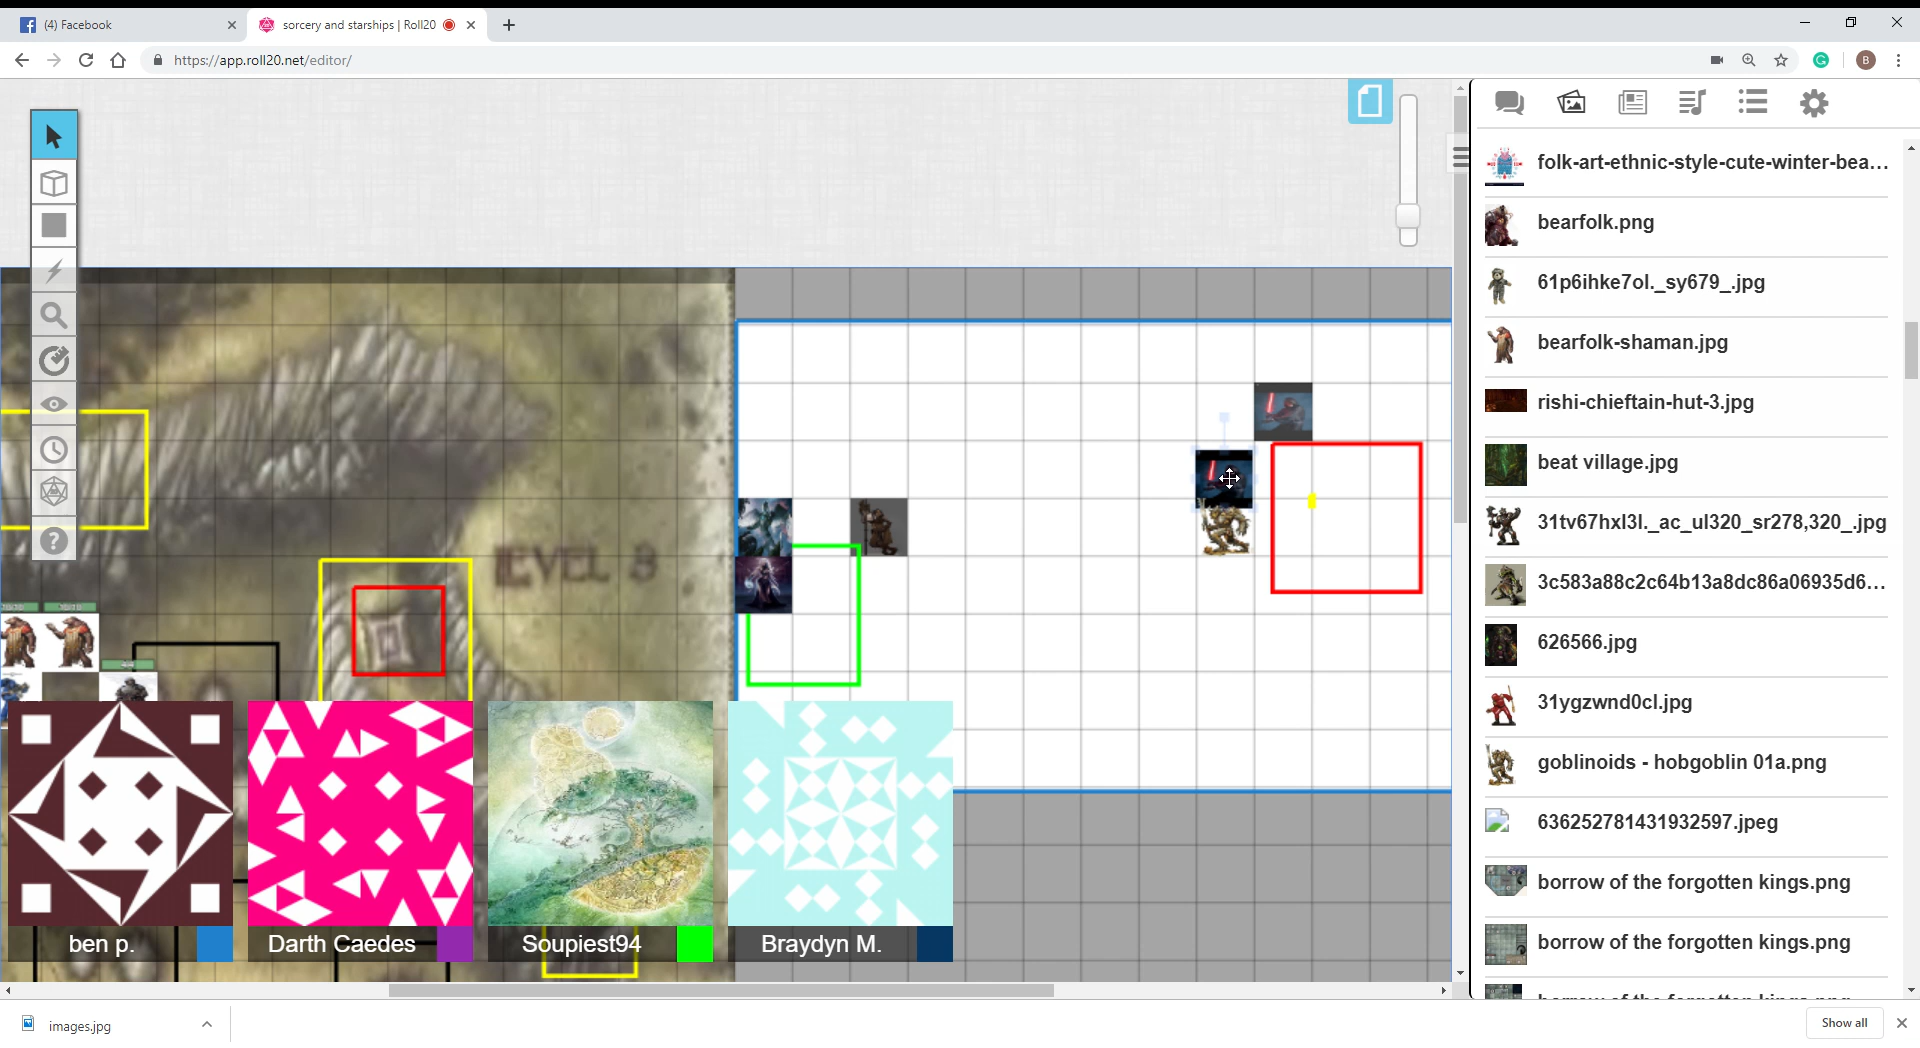 (4) Facebook
sorcery and starships | Roll20
https://app.roll20.net/editor/
B
folk-art-ethnic-style-cute-winter-bea...
bearfolk.png
61p6ihke7ol._sy679_.jpg
bearfolk-shaman.jpg
rishi-chieftain-hut-3.jpg
beat village.jpg
31tv67hxl3l._ac_ul320_sr278,320_.jpg
3c583a88c2c64b13a8dc86a06935d6...
626566.jpg
31ygzwnd0cl.jpg
goblinoids - hobgoblin 01a.png
636252781431932597.jpeg
borrow of the forgotten kings.png
borrow of the forgotten kings.png
LEVEL 3
ben p.
Darth Caedes
Soupiest94
Braydyn M.
images.jpg
Show all